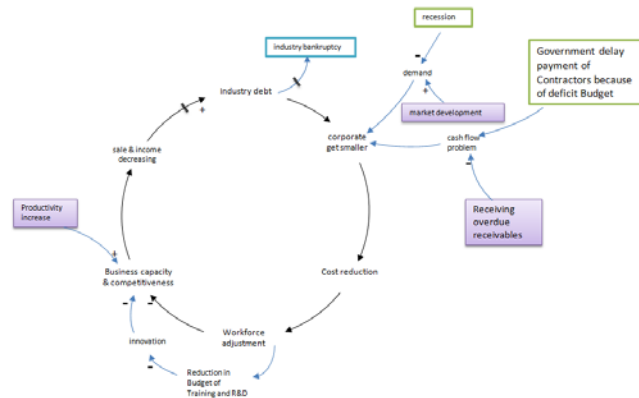 recession
industry bankruptcy
Government delay
payment of
Contractors because
of deficit Budget
-
demand
+
Industry debt
+
market development
corporate
get smaller
cash flow
problem
-
sale & income
decreasing
Productivity
increase
Receiving
overdue
receivables
+
Business capacity
& competitiveness
- -
Cost reduction
Workforce
adjustment
innovation
-
Reduction in
Budget of
Training and R&D